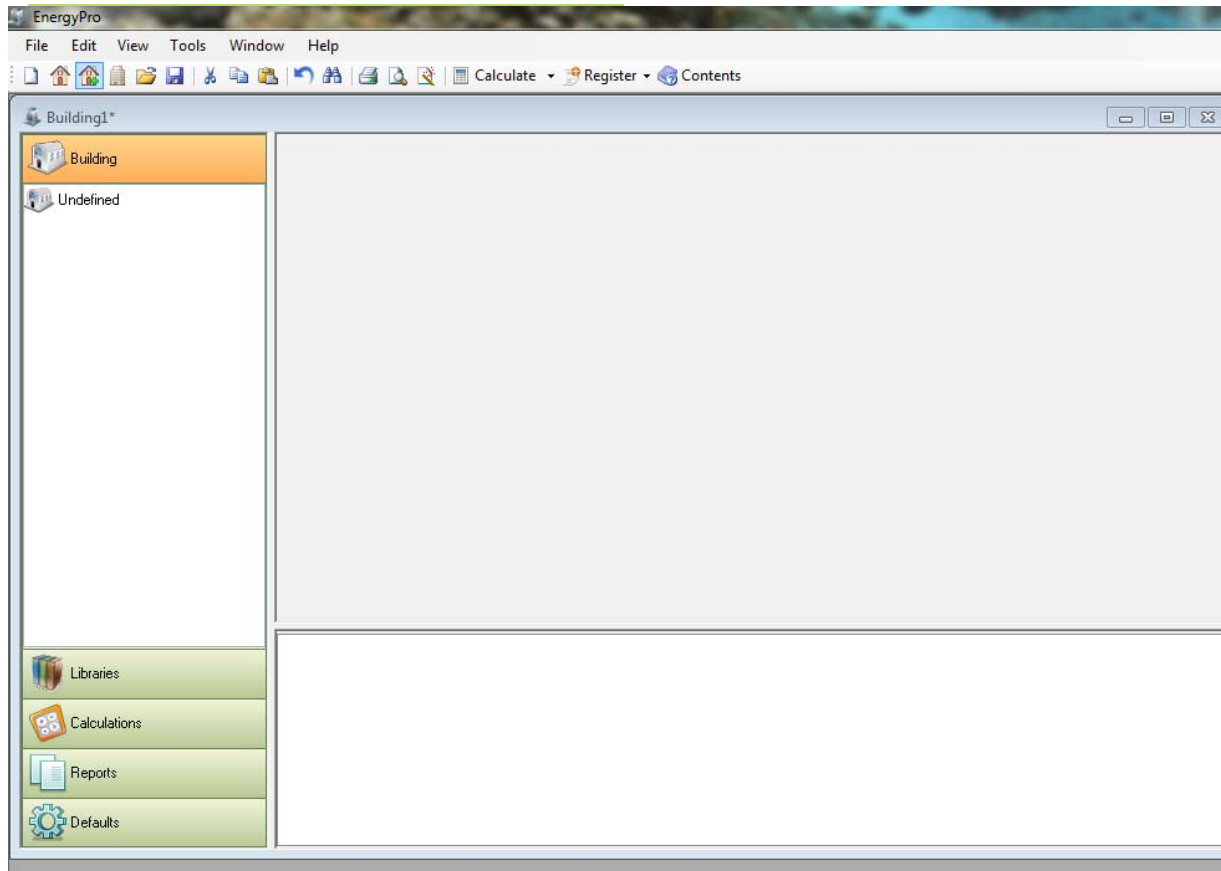 EnergyPro
File Edit View Tools Window Help
Calculate Register Contents
Building1*
Building
Undefined
Libraries
Calculations
Reports
Defaults